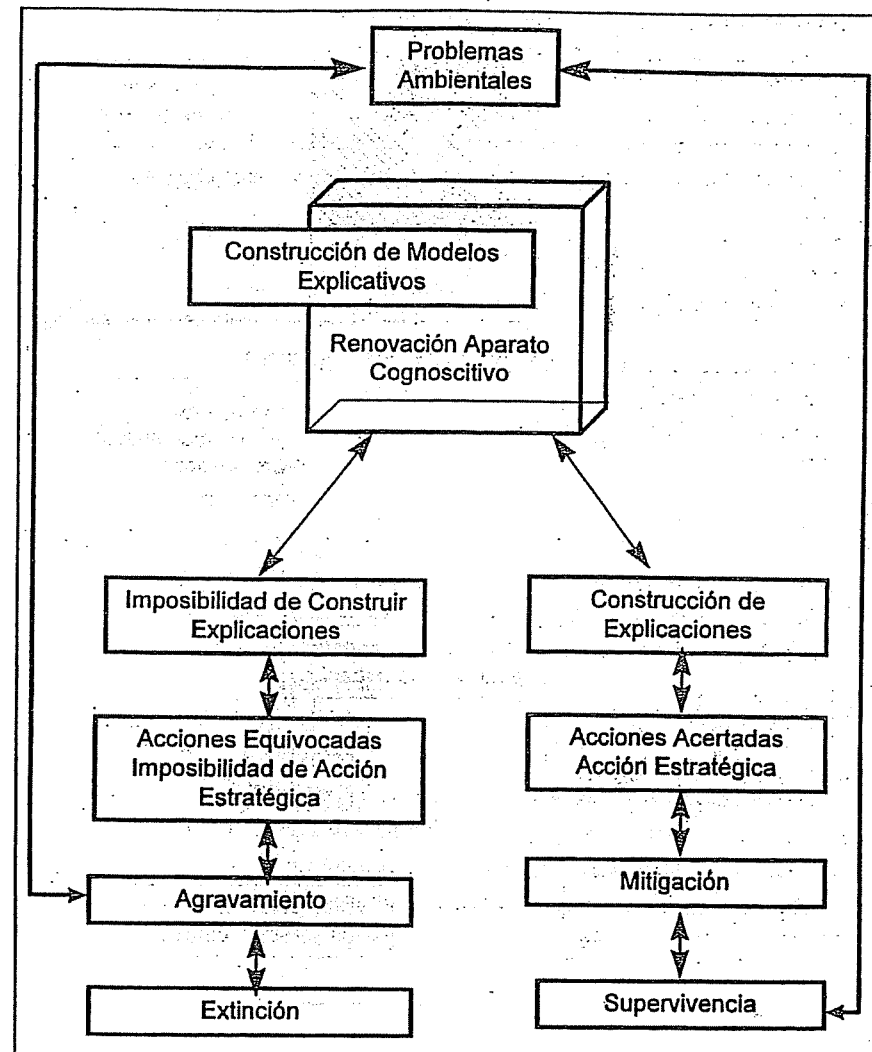 Problemas
Ambientales
Construcción de Modelos
Explicativos
Renovación Aparato
Cognoscitivo
Imposibilidad de Construir
Explicaciones
Construcción de
Explicaciones
Acciones Equivocadas
Imposibilidad de Acción
Estratégica
Acciones Acertadas
Acción Estratégica
Agravamiento
Mitigación
Extinción
Supervivencia